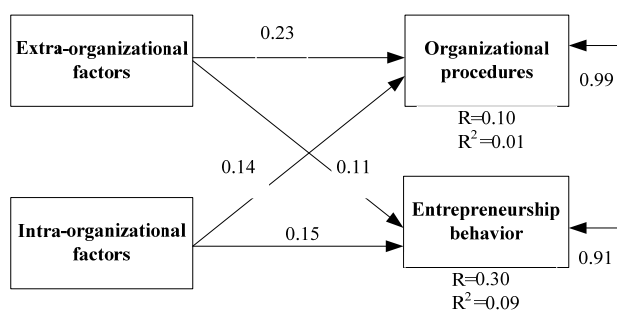 0.23
Extra-organizational
factors
Organizational
procedures
0.99
R=0.10
R²=0.01
0.14
0.11
Intra-organizational
factors
0.15
Entrepreneurship
behavior
0.91
R=0.30
R²=0.09